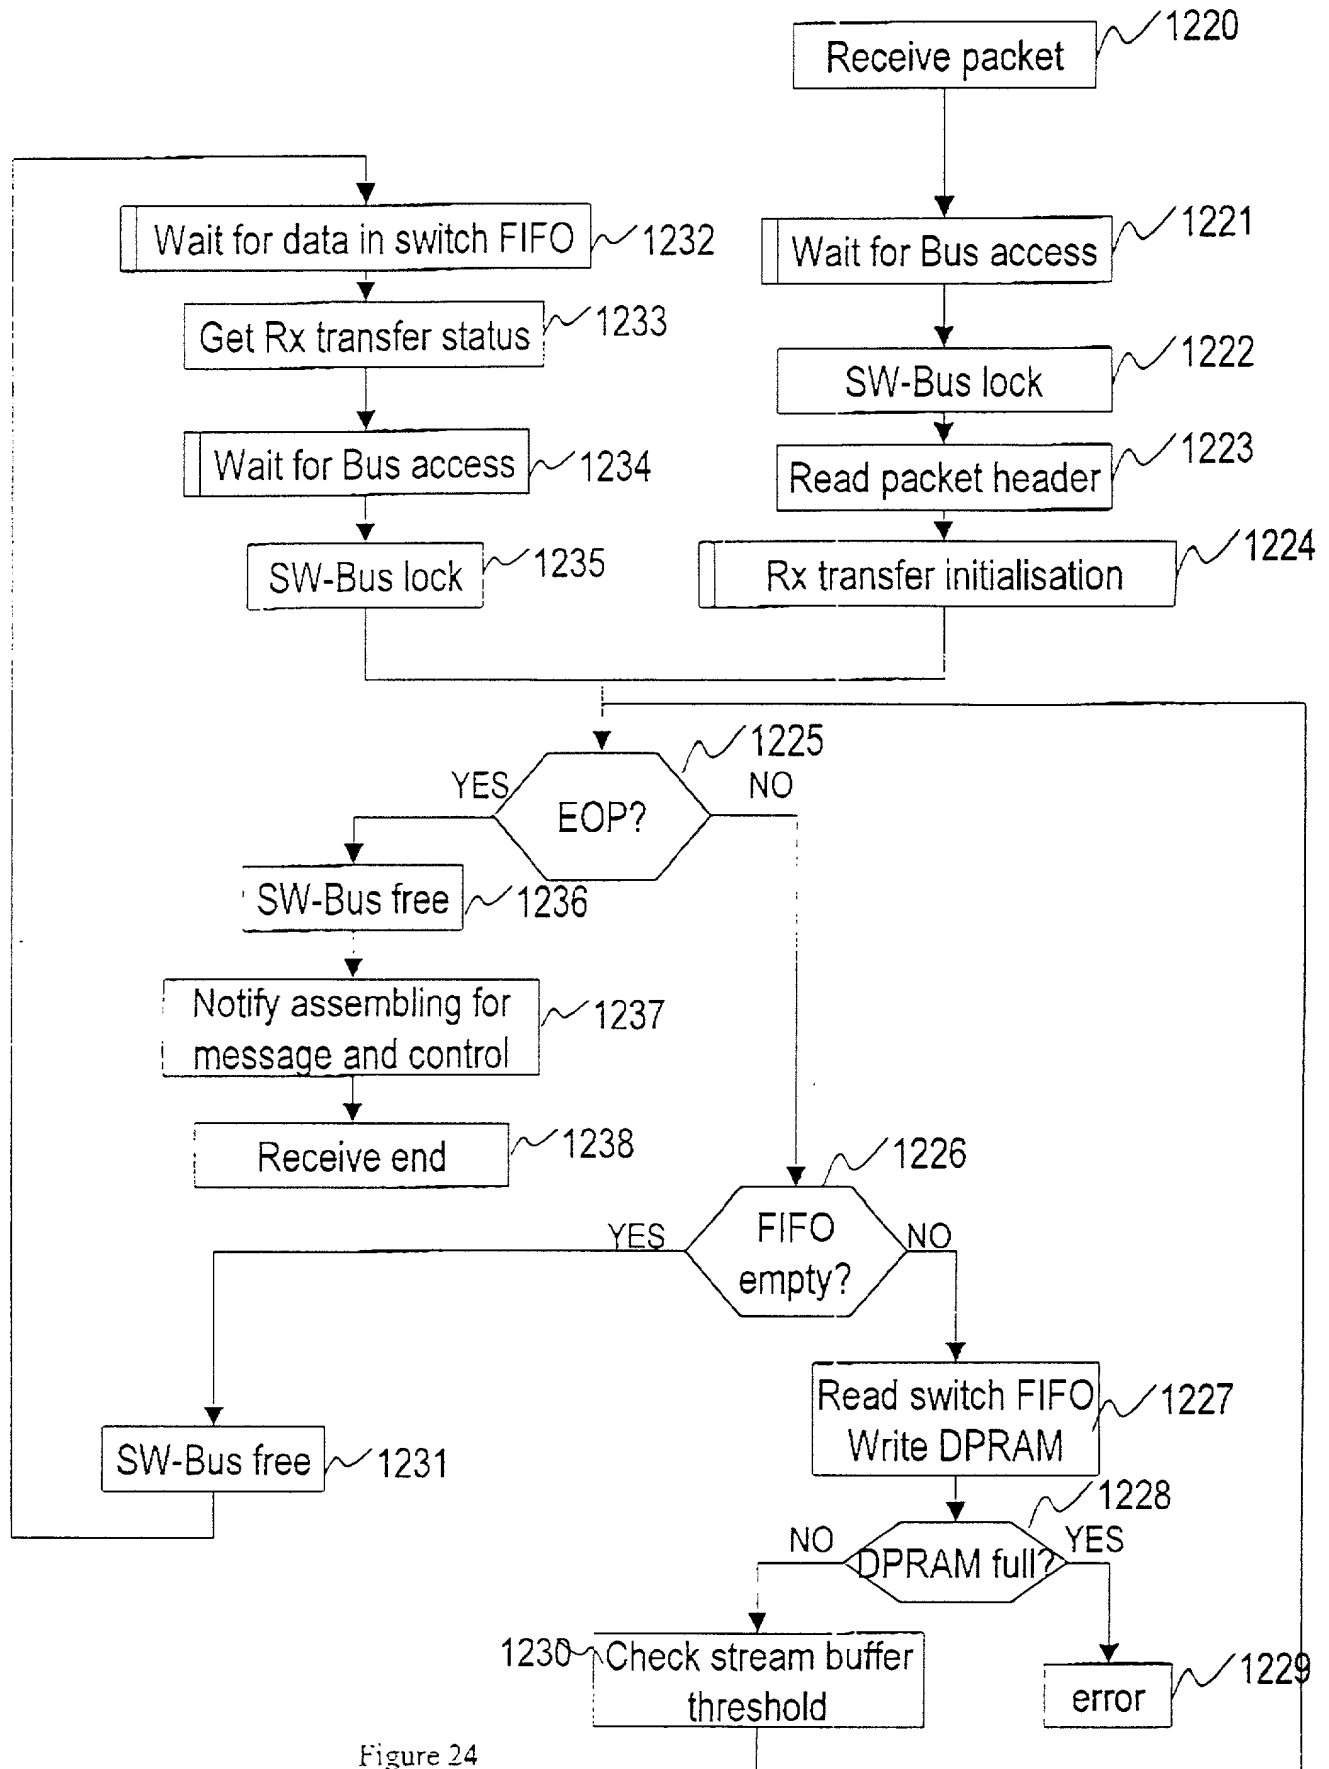 Receive packet
1220
Wait for Bus access
1221
SW-Bus lock
1222
Read packet header
1223
Rx transfer initialisation
1224
Wait for data in switch FIFO
1232
Get Rx transfer status
1233
Wait for Bus access
1234
SW-Bus lock
1235
1225
YES
EOP?
NO
SW-Bus free
1236
Notify assembling for
message and control
1237
Receive end
1238
1226
YES
FIFO
empty?
NO
SW-Bus free
1231
Read switch FIFO
Write DPRAM
1227
1228
NO
DPRAM full?
YES
1230
Check stream buffer
threshold
error
1229
Figure 24